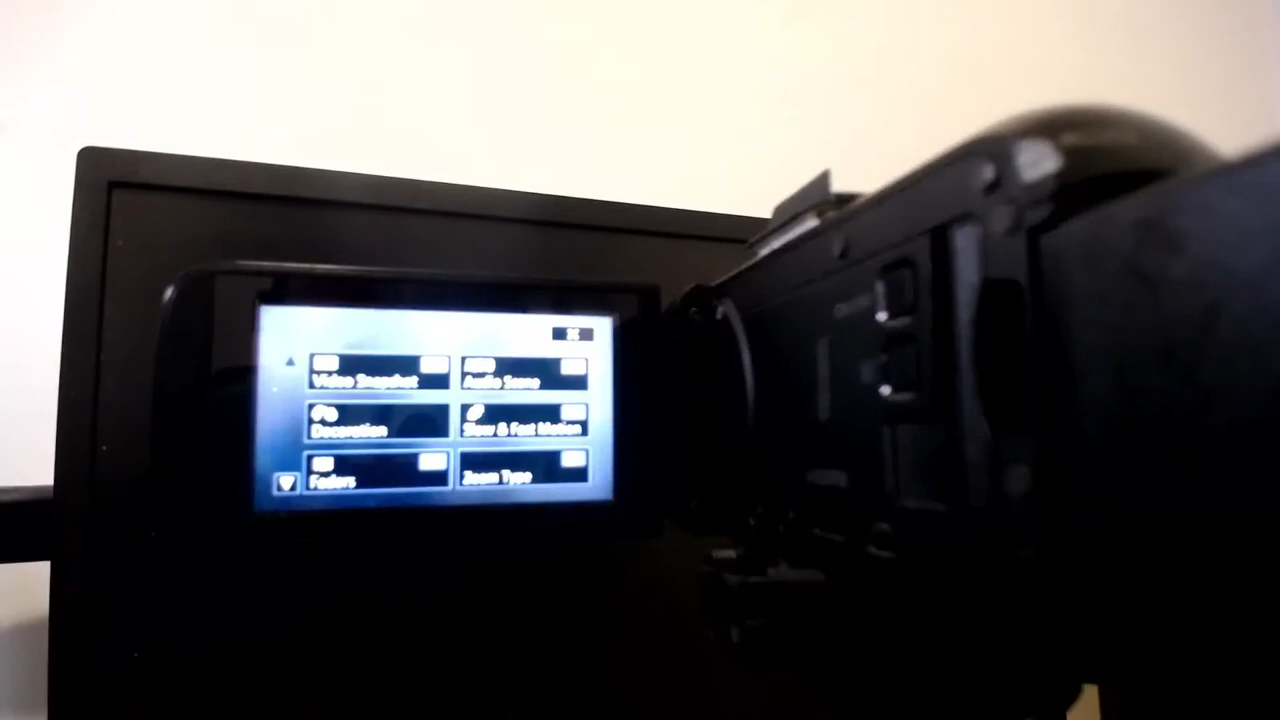 Video Snapshot
Audio Scene
Decoration
Slow & Fast Motion
Faders
Zoom Type